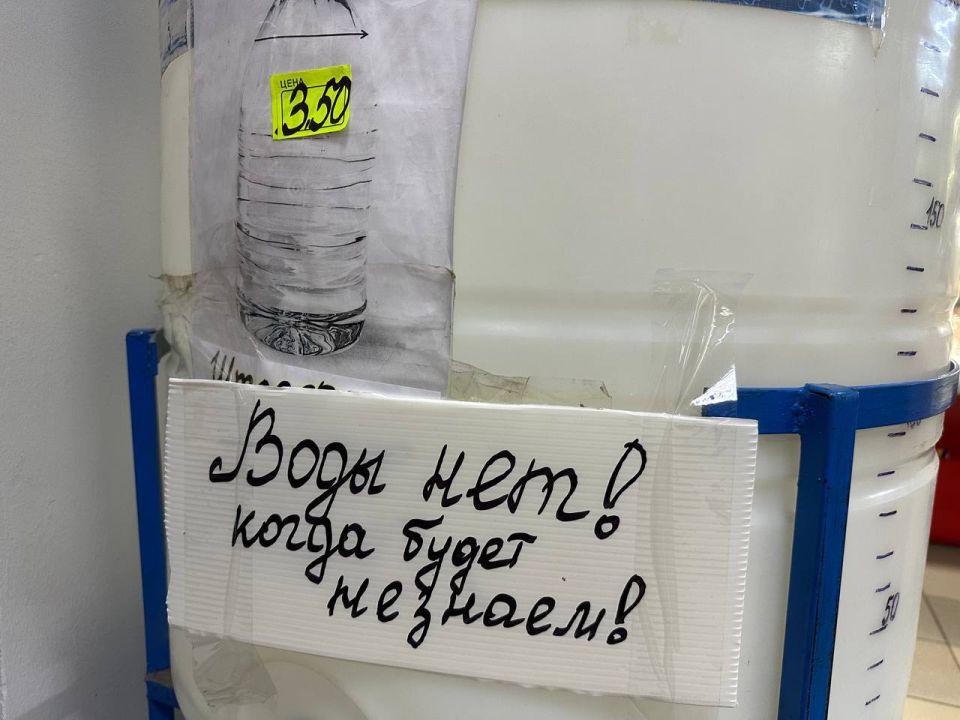 ЦЕНА
3.50
150
Воды нет!
когда будет
незнаем!
50